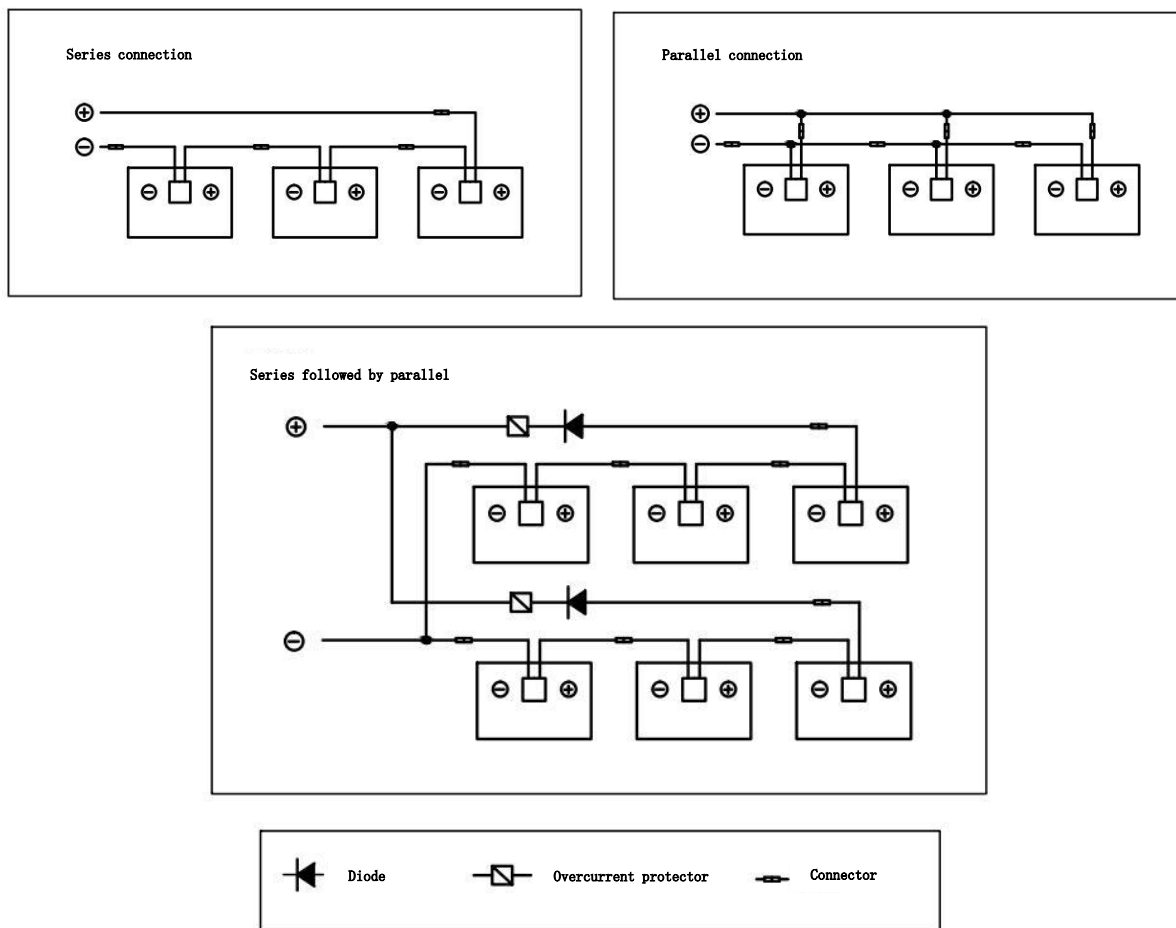 Series connection
Parallel connection
Series followed by parallel
Diode
Overcurrent protector
Connector